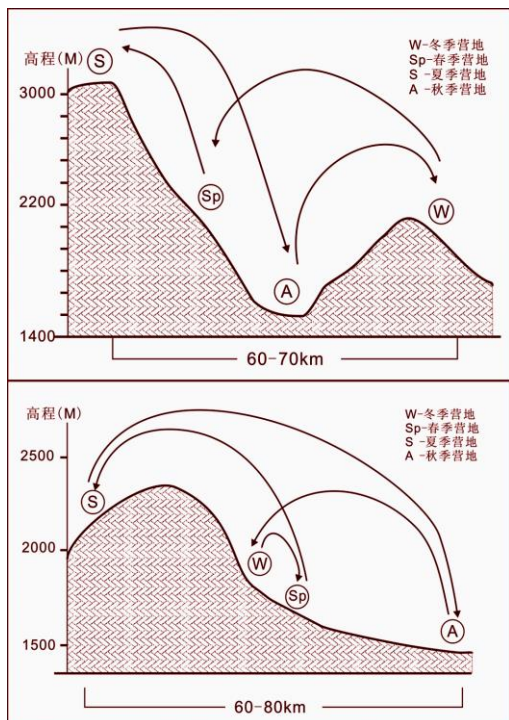 高程(M)
S
W-冬季营地
Sp-春季营地
S -夏季营地
A -秋季营地
3000
Sp
2200
W
A
1400
60-70km
高程(M)
W-冬季营地
Sp-春季营地
S -夏季营地
A -秋季营地
2500
S
2000
W
Sp
A
1500
60-80km